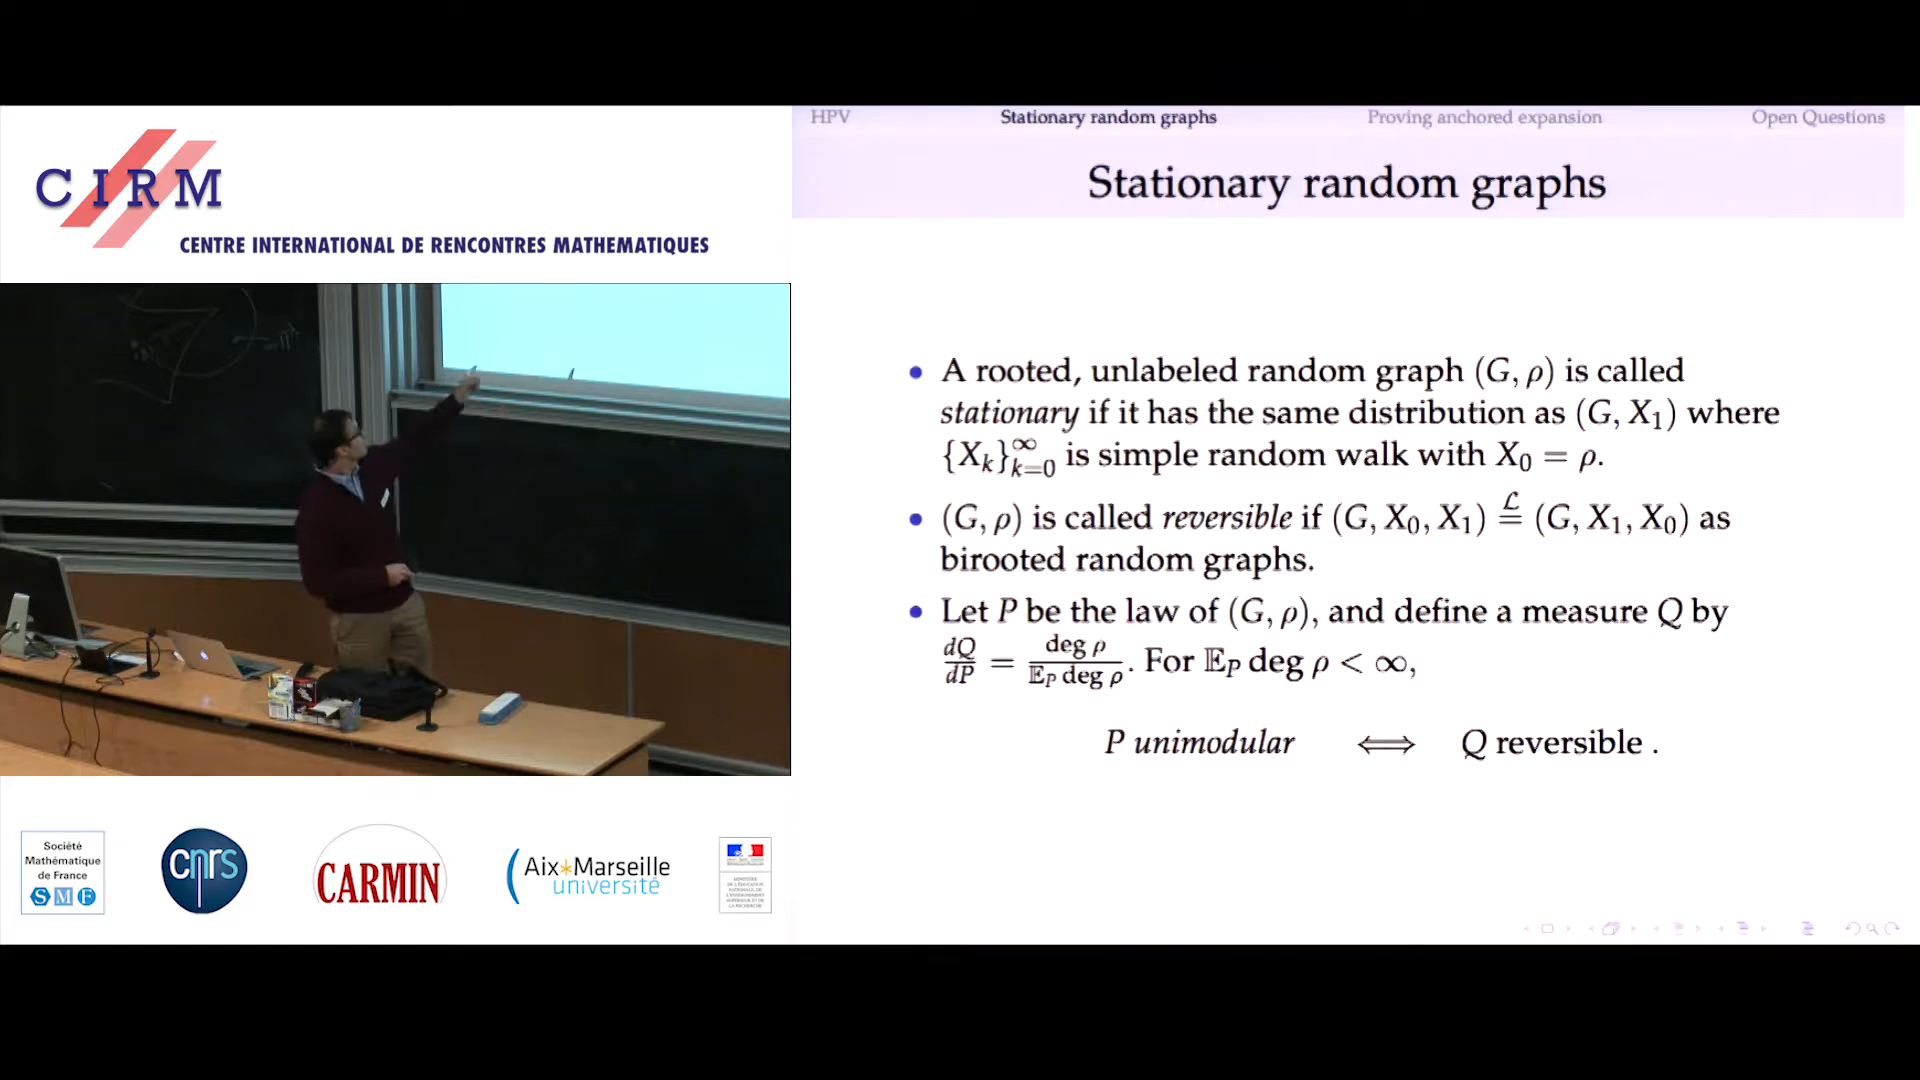 CIRM
CENTRE INTERNATIONAL DE RENCONTRES MATHEMATIQUES
HPV Stationary random graphs Proving anchored expansion Open Questions
Stationary random graphs
• A rooted, unlabeled random graph (G, ρ) is called
stationary if it has the same distribution as (G, X₁) where
{X_k}_{k=0}^∞ is simple random walk with X₀ = ρ.
• (G, ρ) is called reversible if (G, X₀, X₁) =^ℒ (G, X₁, X₀) as
birooted random graphs.
• Let P be the law of (G, ρ), and define a measure Q by
dQ/dP = deg ρ / 𝔼_P deg ρ. For 𝔼_P deg ρ < ∞,
P unimodular ⟺ Q reversible .
Société
Mathématique
de France
SMF
cnrs
CARMIN
Aix*Marseille
université